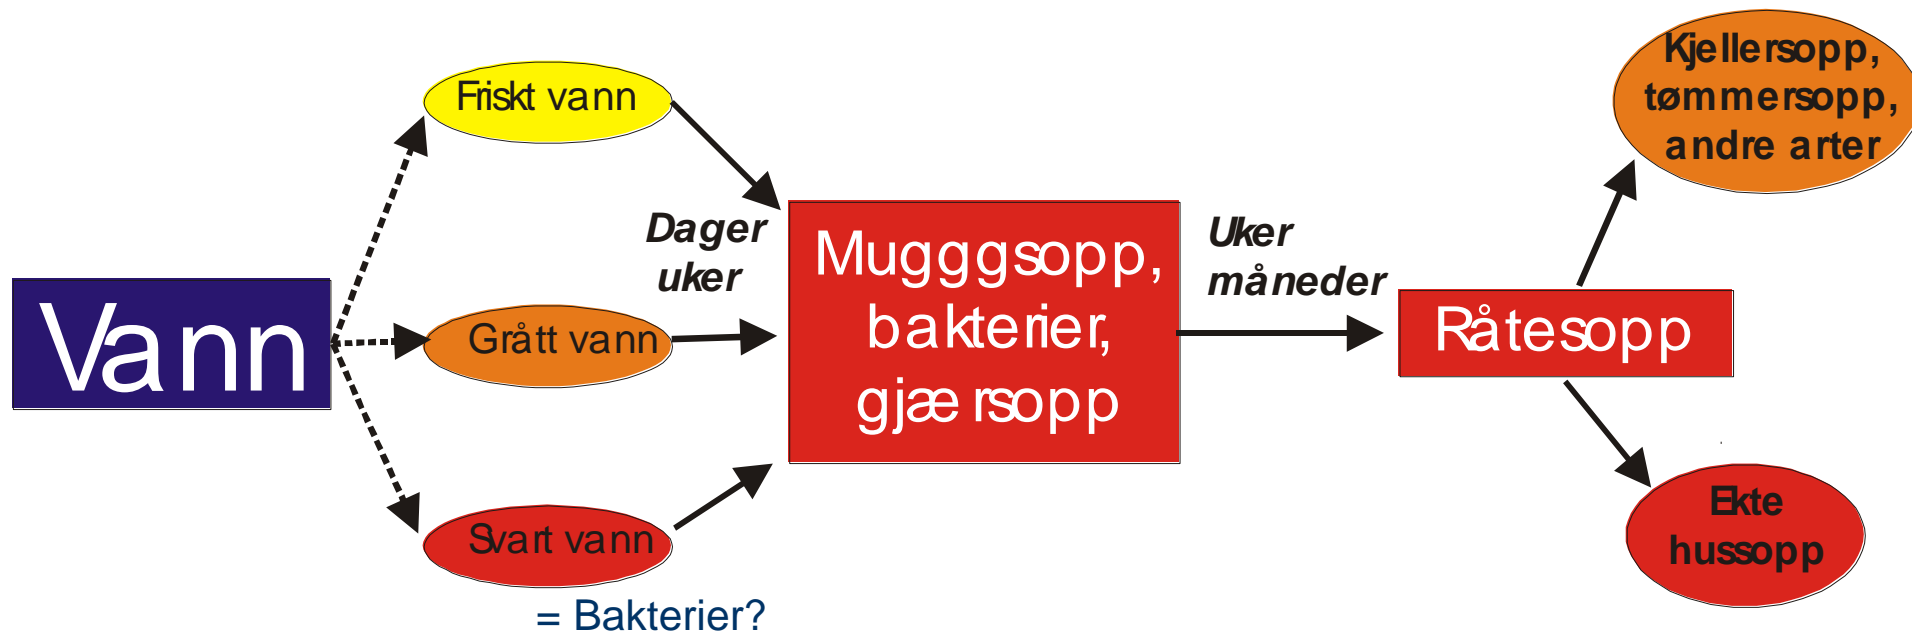 Vann
Friskt vann
Grått vann
Svart vann
= Bakterier?
Dager
uker
Mugggsopp,
bakterier,
gjærsopp
Uker
måneder
Råtesopp
Kjellersopp,
tømmersopp,
andre arter
Ekte
hussopp